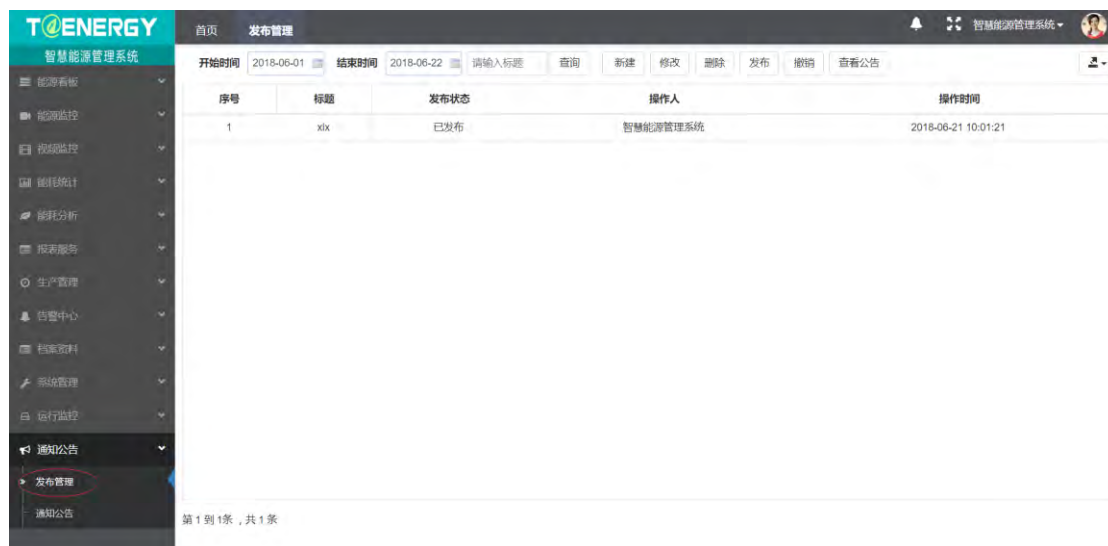 T@ENERGY
智慧能源管理系统
首页 发布管理 智慧能源管理系统
开始时间 2018-06-01 结束时间 2018-06-22 请输入标题 查询 新建 修改 删除 发布 撤销 查看公告
序号 标题 发布状态 操作人 操作时间
1 xlx 已发布 智慧能源管理系统 2018-06-21 10:01:21
能源看板
能源监控
视频监控
能耗统计
能耗分析
报表服务
生产管理
告警中心
档案资料
系统管理
运行监控
通知公告
发布管理
通知公告
第1到1条,共1条